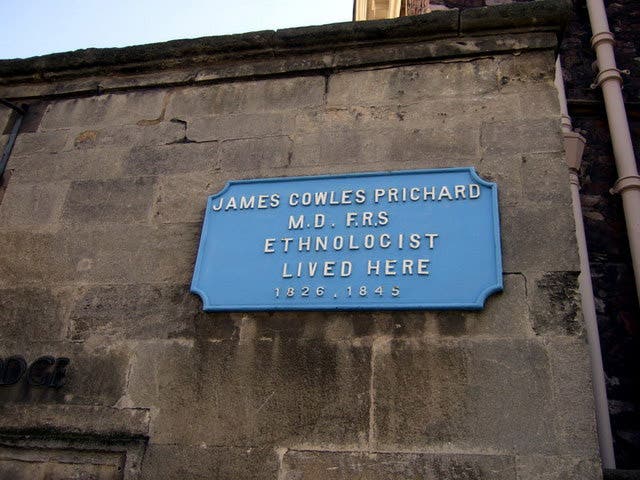 JAMES COWLES PRICHARD
M.D. F.R.S
ETHNOLOGIST
LIVED HERE
1826. 1845